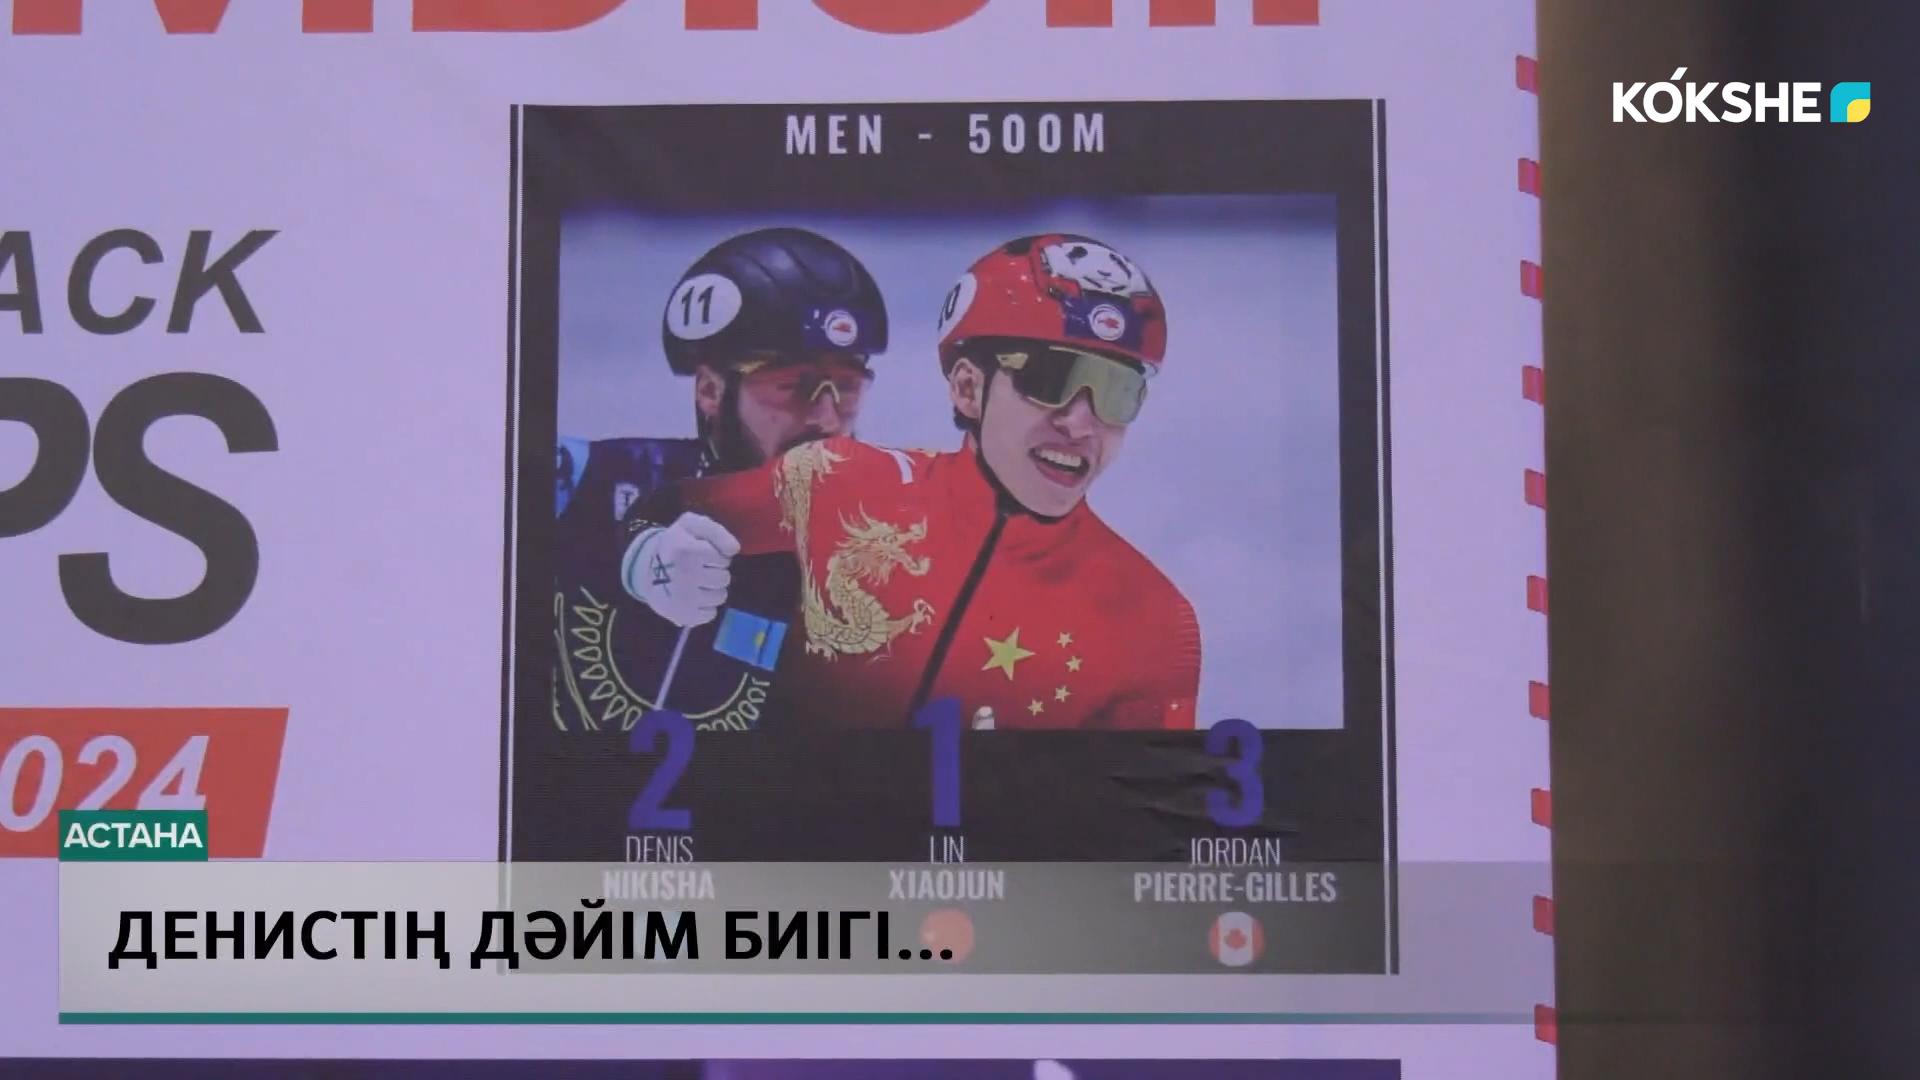 KÓKSHE
MEN - 500M
ACK
PS
024
11
2
1
3
DENIS
NIKISHA
LIN
XIAOJUN
JORDAN
PIERRE-GILLES
АСТАНА
ДЕНИСТІҢ ДӘЙІМ БИІГІ...